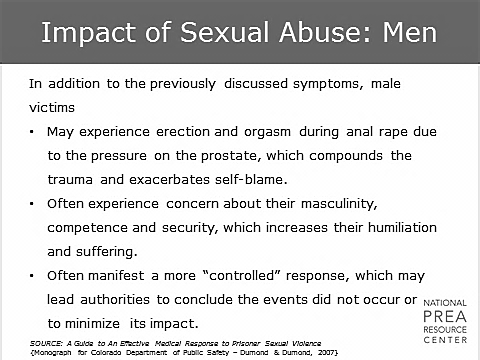 Impact of Sexual Abuse: Men
In addition to the previously discussed symptoms, male
victims
• May experience erection and orgasm during anal rape due
to the pressure on the prostate, which compounds the
trauma and exacerbates self-blame.
• Often experience concern about their masculinity,
competence and security, which increases their humiliation
and suffering.
• Often manifest a more “controlled” response, which may
lead authorities to conclude the events did not occur or
to minimize its impact.
NATIONAL
PREA
RESOURCE
CENTER
SOURCE: A Guide to An Effective Medical Response to Prisoner Sexual Violence
{Monograph for Colorado Department of Public Safety – Dumond & Dumond, 2007}